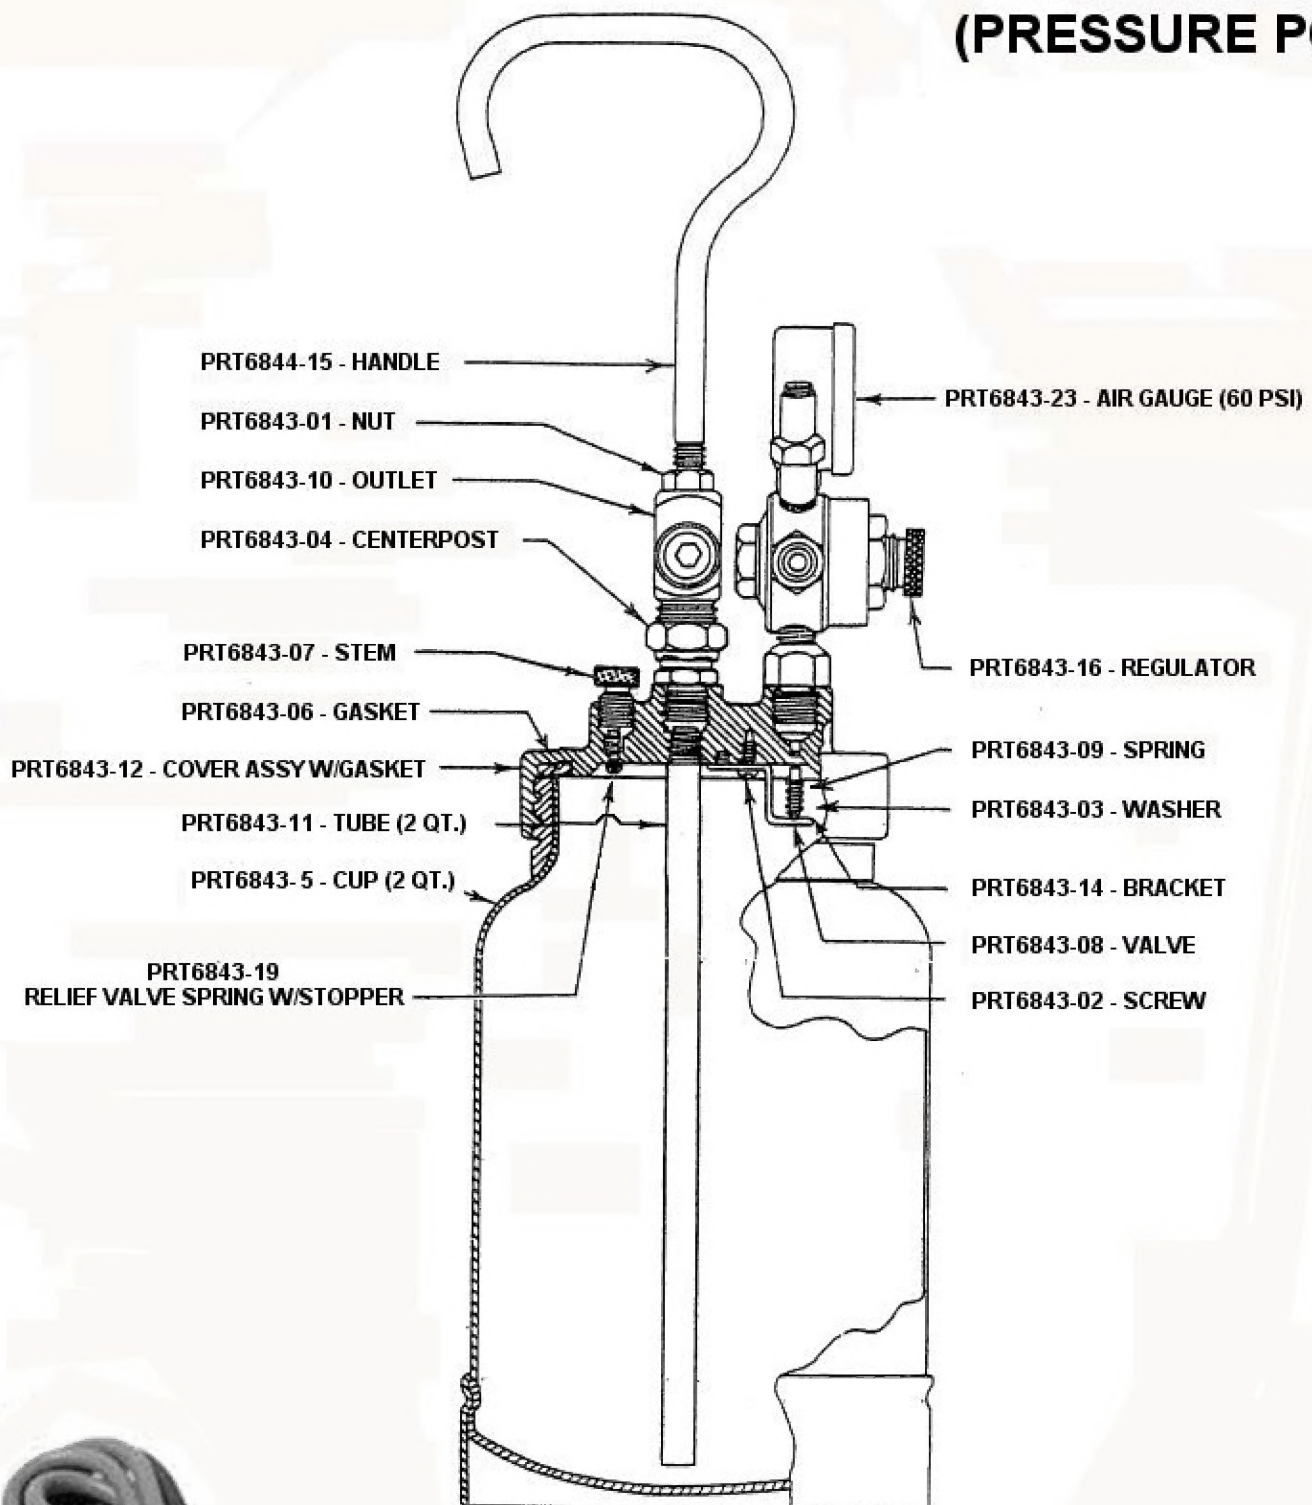 (PRESSURE PO
PRT6844-15 - HANDLE
PRT6843-01 - NUT
PRT6843-10 - OUTLET
PRT6843-04 - CENTERPOST
PRT6843-07 - STEM
PRT6843-06 - GASKET
PRT6843-12 - COVER ASSY W/GASKET
PRT6843-11 - TUBE (2 QT.)
PRT6843- 5 - CUP (2 QT.)
PRT6843-19
RELIEF VALVE SPRING W/STOPPER
PRT6843-23 - AIR GAUGE (60 PSI)
PRT6843-16 - REGULATOR
PRT6843-09 - SPRING
PRT6843-03 - WASHER
PRT6843-14 - BRACKET
PRT6843-08 - VALVE
PRT6843-02 - SCREW